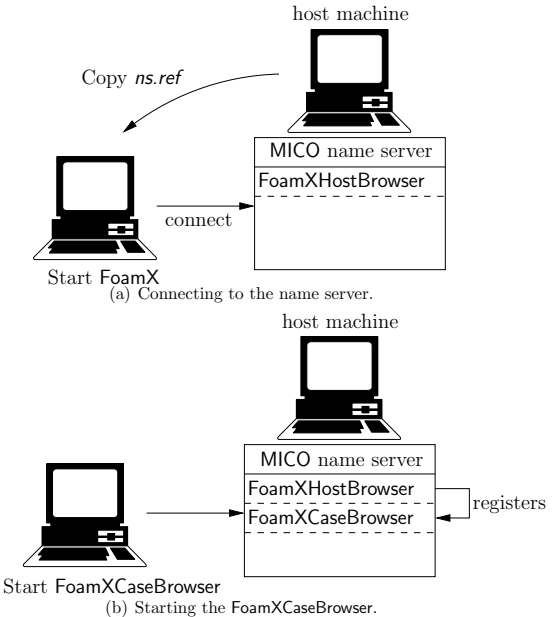 host machine
Copy ns.ref
MICO name server
FoamXHostBrowser
connect
Start FoamX
(a) Connecting to the name server.
host machine
MICO name server
FoamXHostBrowser
registers
FoamXCaseBrowser
Start FoamXCaseBrowser
(b) Starting the FoamXCaseBrowser.